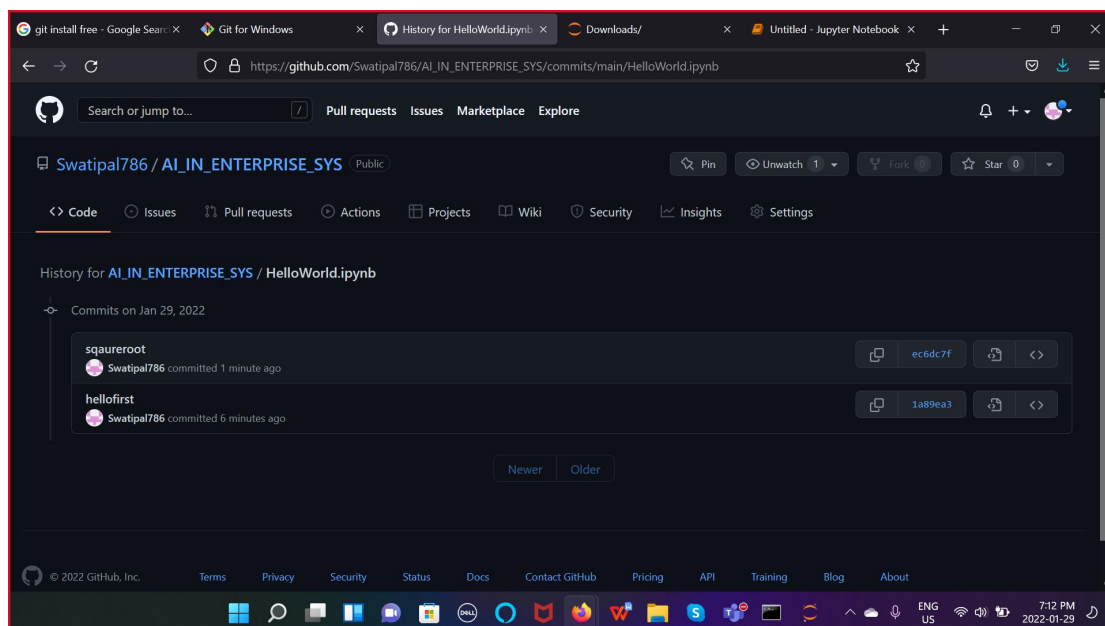 git install free - Google Searc
Git for Windows
History for HelloWorld.ipynb
Downloads/
Untitled - Jupyter Notebook
https://github.com/Swatipal786/AI_IN_ENTERPRISE_SYS/commits/main/HelloWorld.ipynb
Search or jump to... / Pull requests Issues Marketplace Explore
Swatipal786 / AI_IN_ENTERPRISE_SYS Public Pin Unwatch 1 Fork 0 Star 0
Code Issues Pull requests Actions Projects Wiki Security Insights Settings
History for AI_IN_ENTERPRISE_SYS / HelloWorld.ipynb
Commits on Jan 29, 2022
sqaureroot
Swatipal786 committed 1 minute ago
ec6dc7f
hellofirst
Swatipal786 committed 6 minutes ago
1a89ea3
Newer Older
© 2022 GitHub, Inc. Terms Privacy Security Status Docs Contact GitHub Pricing API Training Blog About
DELL
ENG
US
7:12 PM
2022-01-29